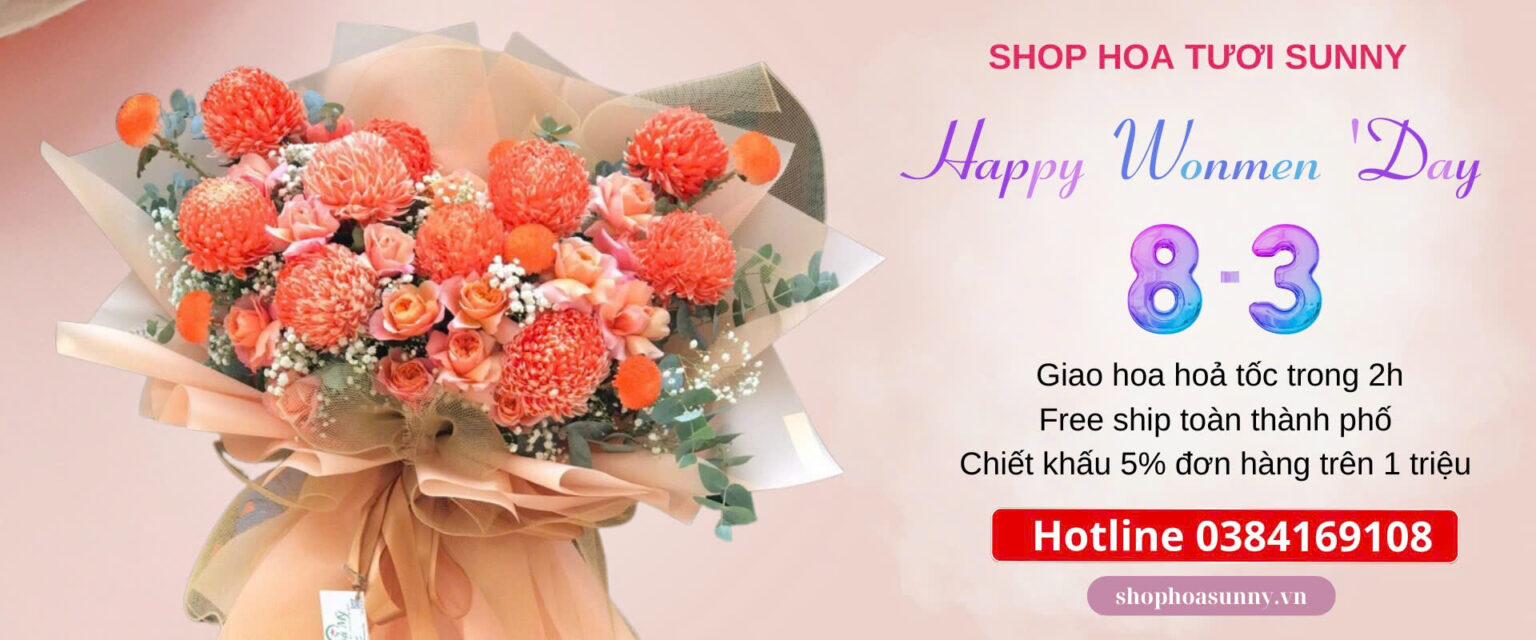 SHOP HOA TƯƠI SUNNY
Happy Wonmen 'Day
8-3
Giao hoa hoả tốc trong 2h
Free ship toàn thành phố
Chiết khấu 5% đơn hàng trên 1 triệu
Hotline 0384169108
shophoasunny.vn